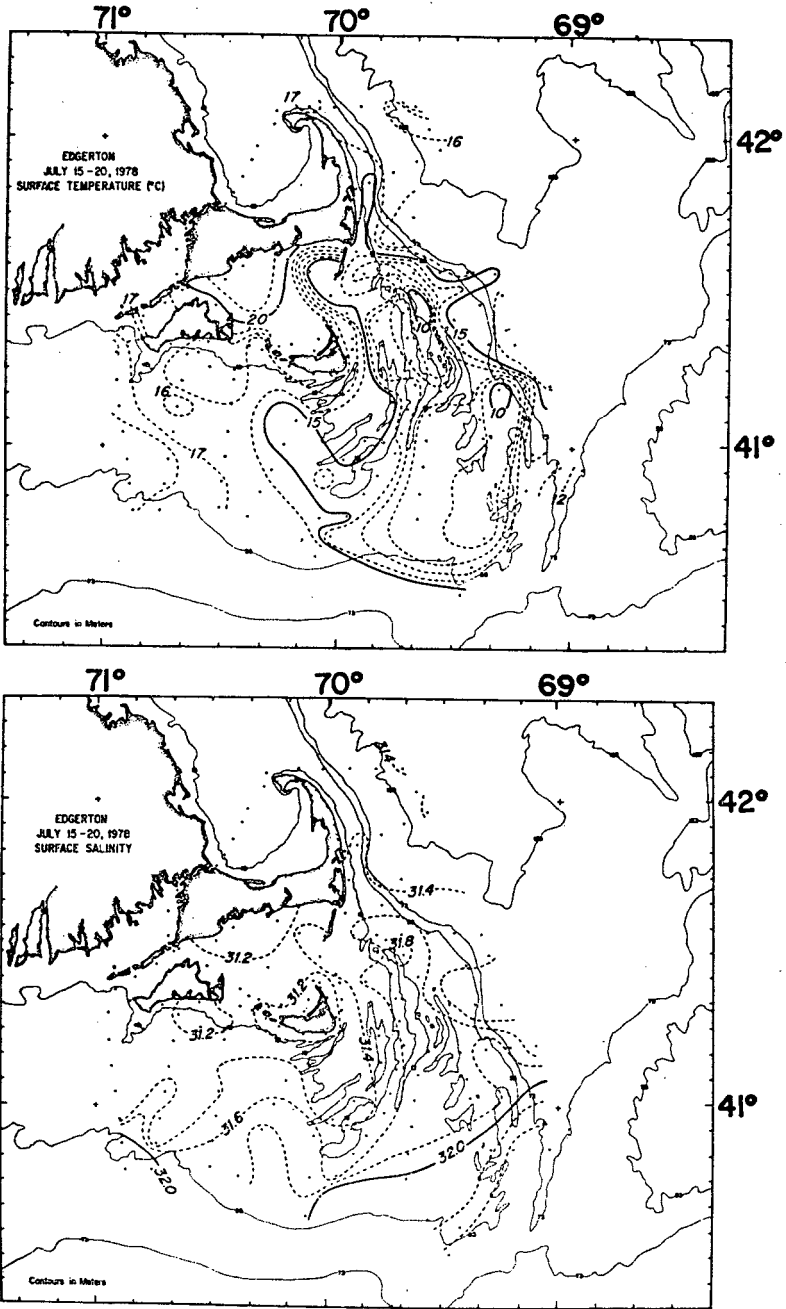 71° 70° 69°
42°
EDGERTON
JULY 15-20, 1978
SURFACE TEMPERATURE (°C)
17
16
17
20
10
15
16
15
10
17
41°
12
Contours in Meters
71° 70° 69°
42°
EDGERTON
JULY 15-20, 1978
SURFACE SALINITY
31.4
31.4
31.2
31.8
31.2
31.2
31.4
31.6
41°
32.0
32.0
Contours in Meters